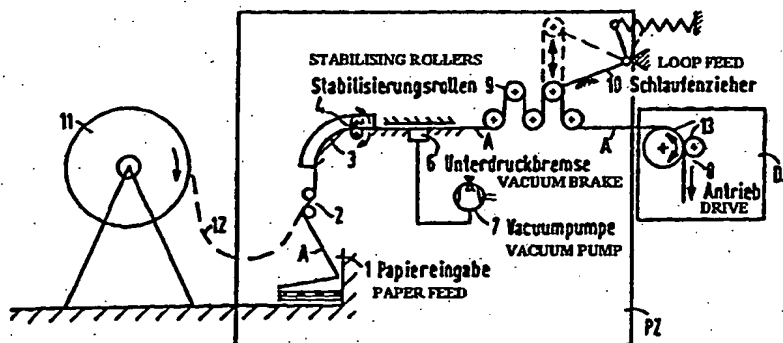 STABILISING ROLLERS
Stabilisierungsrollen 9
LOOP FEED
10 Schlaufenzieher
11
4
3
A
A
13
6 Unterdruckbremse
VACUUM BRAKE
8
Antrieb
DRIVE
2
7 Vacuumpumpe
VACUUM PUMP
12
A
1 Papiereingabe
PAPER FEED
PZ